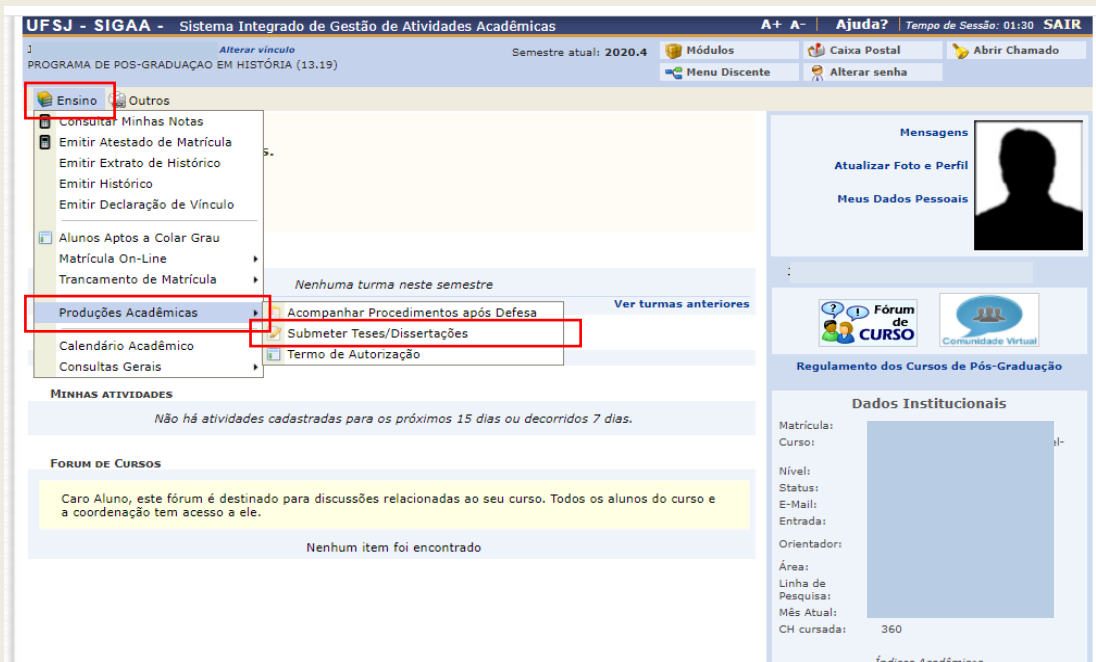 UFSJ - SIGAA - Sistema Integrado de Gestão de Atividades Acadêmicas A+ A- | Ajuda? | Tempo de Sessão: 01:30 SAIR
Alterar vínculo Semestre atual: 2020.4 Módulos Caixa Postal Abrir Chamado
PROGRAMA DE POS-GRADUAÇAO EM HISTÓRIA (13.19)
Menu Discente Alterar senha
Ensino Outros
Consultar Minhas Notas
Emitir Atestado de Matrícula
s.
Emitir Extrato de Histórico
Emitir Histórico
Emitir Declaração de Vínculo
Alunos Aptos a Colar Grau
Matrícula On-Line
Trancamento de Matrícula
Nenhuma turma neste semestre
Ver turmas anteriores
Produções Acadêmicas
Acompanhar Procedimentos após Defesa
Submeter Teses/Dissertações
Termo de Autorização
Calendário Acadêmico
Consultas Gerais
MINHAS ATIVIDADES
Não há atividades cadastradas para os próximos 15 dias ou decorridos 7 dias.
FORUM DE CURSOS
Caro Aluno, este fórum é destinado para discussões relacionadas ao seu curso. Todos os alunos do curso e
a coordenação tem acesso a ele.
Nenhum item foi encontrado
Mensagens
Atualizar Foto e Perfil
Meus Dados Pessoais
Fórum
de
CURSO
Comunidade Virtual
Regulamento dos Cursos de Pós-Graduação
Dados Institucionais
Matrícula:
Curso: el-
Nível:
Status:
E-Mail:
Entrada:
Orientador:
Área:
Linha de
Pesquisa:
Mês Atual:
CH cursada: 360
Índices Acadêmicos